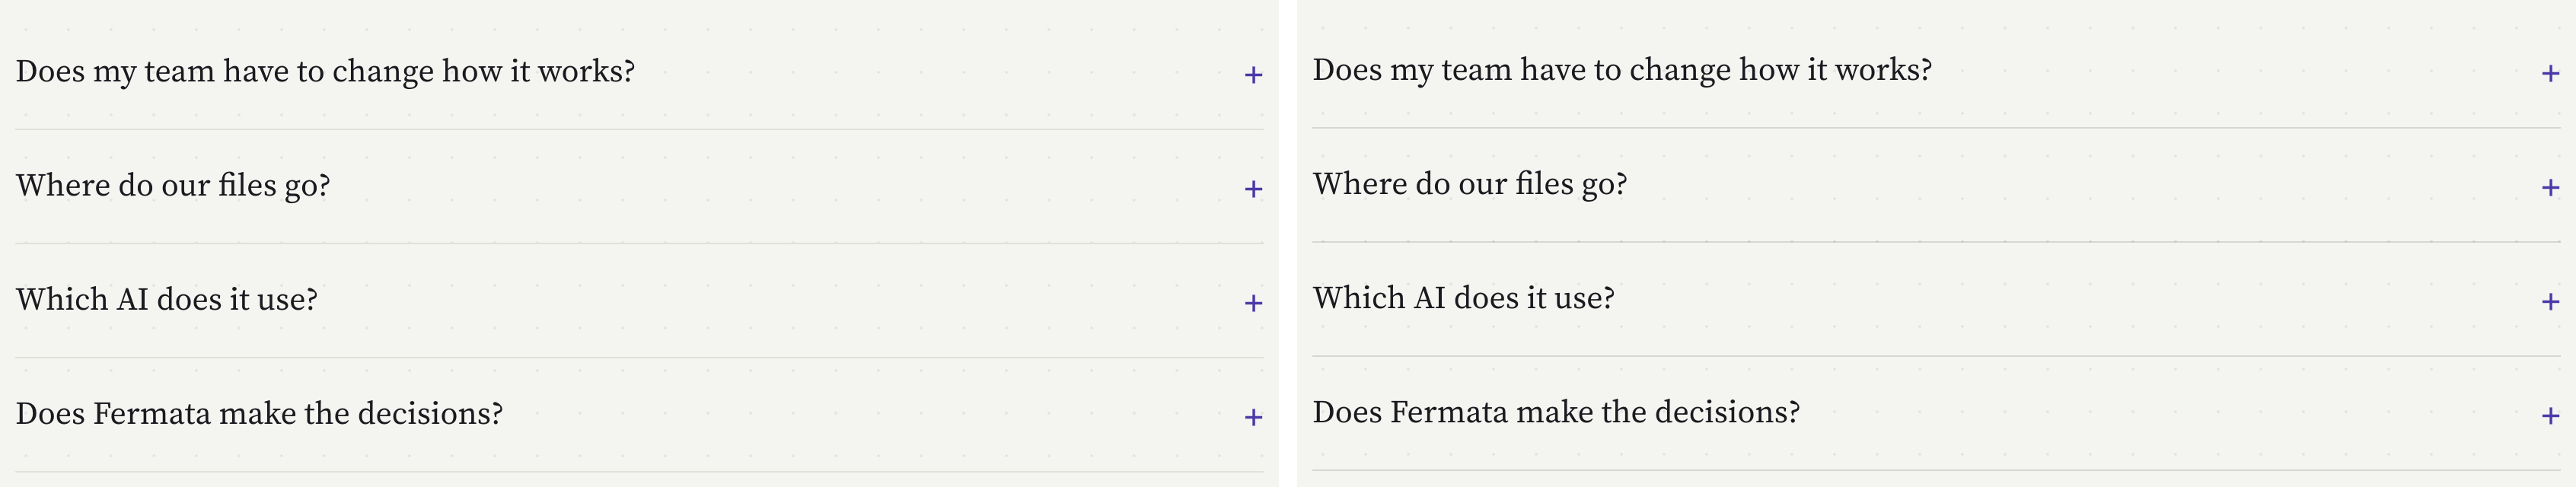 Does my team have to change how it works? +
Where do our files go? +
Which AI does it use? +
Does Fermata make the decisions? +
Does my team have to change how it works? +
Where do our files go? +
Which AI does it use? +
Does Fermata make the decisions? +